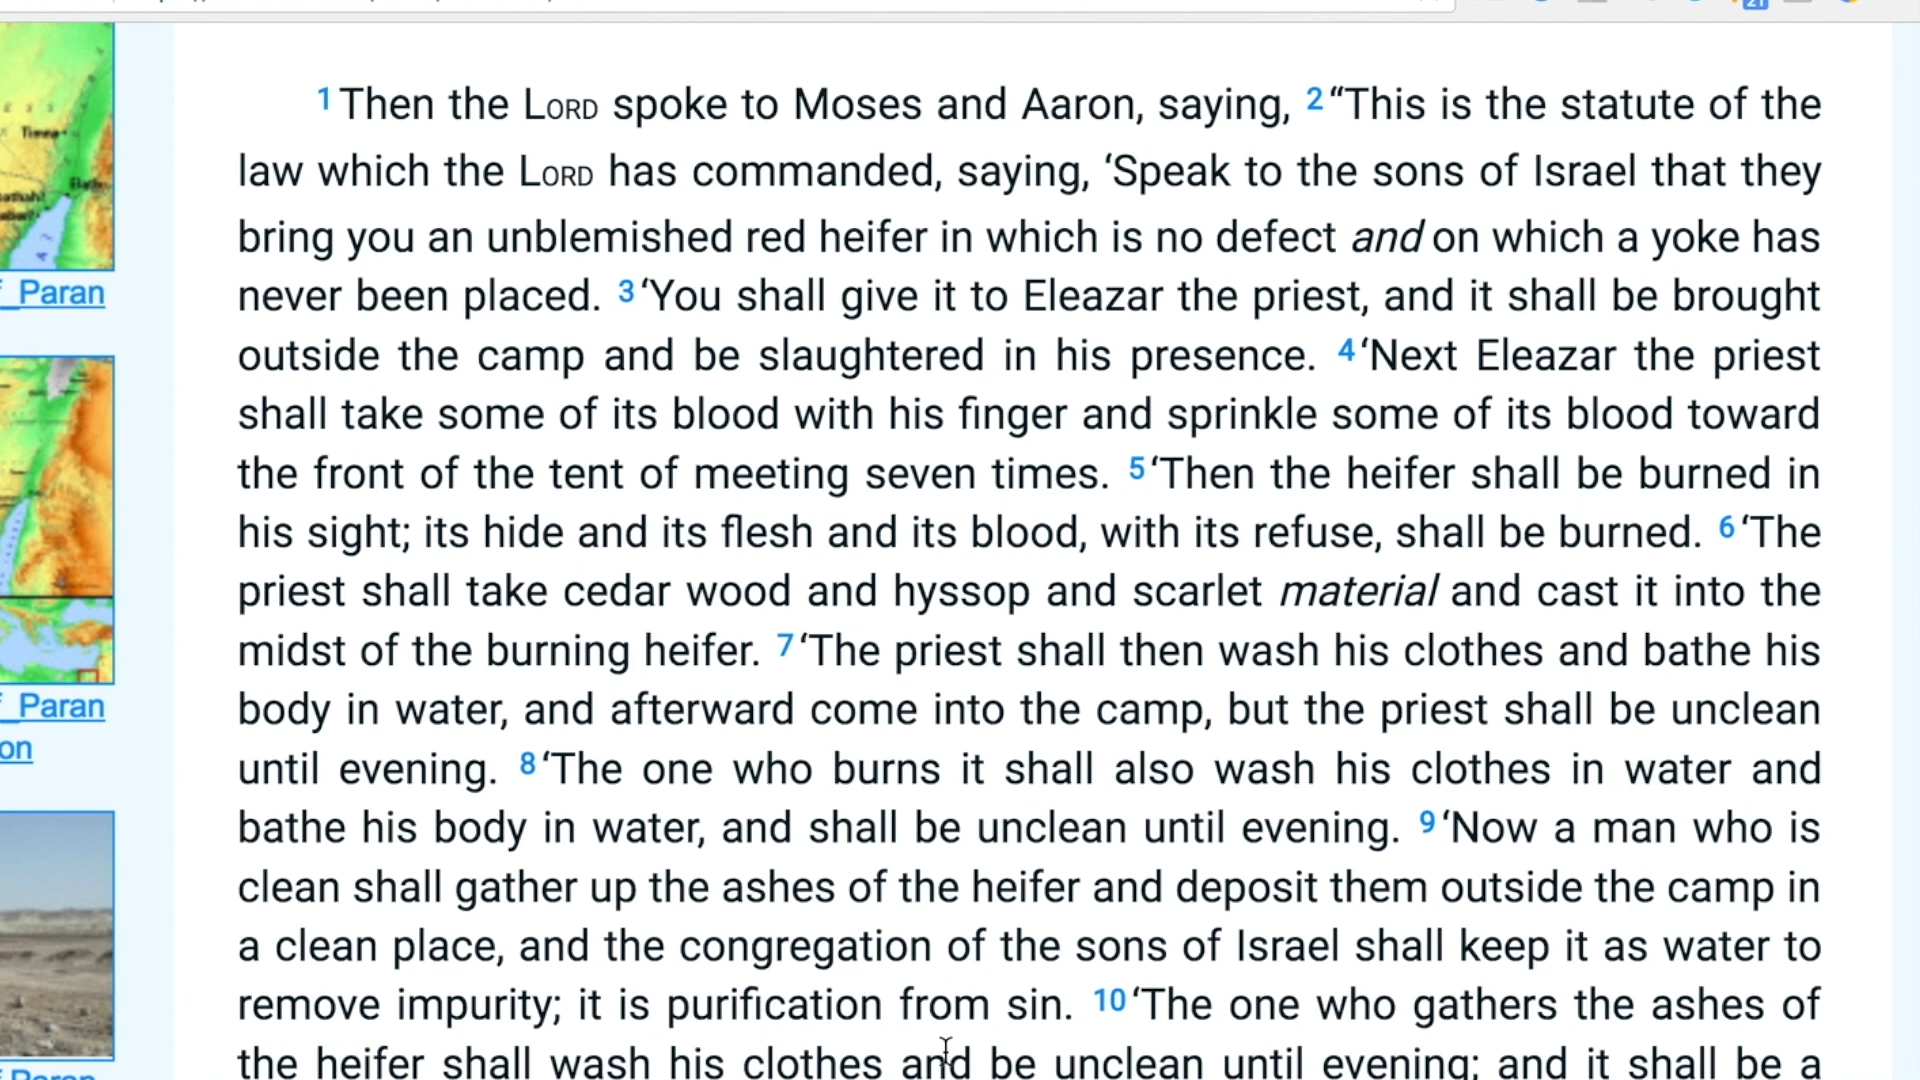 21
1 Then the LORD spoke to Moses and Aaron, saying, 2 “This is the statute of the
law which the LORD has commanded, saying, ‘Speak to the sons of Israel that they
bring you an unblemished red heifer in which is no defect and on which a yoke has
never been placed. 3 ‘You shall give it to Eleazar the priest, and it shall be brought
outside the camp and be slaughtered in his presence. 4 ‘Next Eleazar the priest
shall take some of its blood with his finger and sprinkle some of its blood toward
the front of the tent of meeting seven times. 5 ‘Then the heifer shall be burned in
his sight; its hide and its flesh and its blood, with its refuse, shall be burned. 6 ‘The
priest shall take cedar wood and hyssop and scarlet material and cast it into the
midst of the burning heifer. 7 ‘The priest shall then wash his clothes and bathe his
body in water, and afterward come into the camp, but the priest shall be unclean
until evening. 8 ‘The one who burns it shall also wash his clothes in water and
bathe his body in water, and shall be unclean until evening. 9 ‘Now a man who is
clean shall gather up the ashes of the heifer and deposit them outside the camp in
a clean place, and the congregation of the sons of Israel shall keep it as water to
remove impurity; it is purification from sin. 10 ‘The one who gathers the ashes of
the heifer shall wash his clothes and be unclean until evening; and it shall be a
Timna
_Paran
_Paran
on
Paran